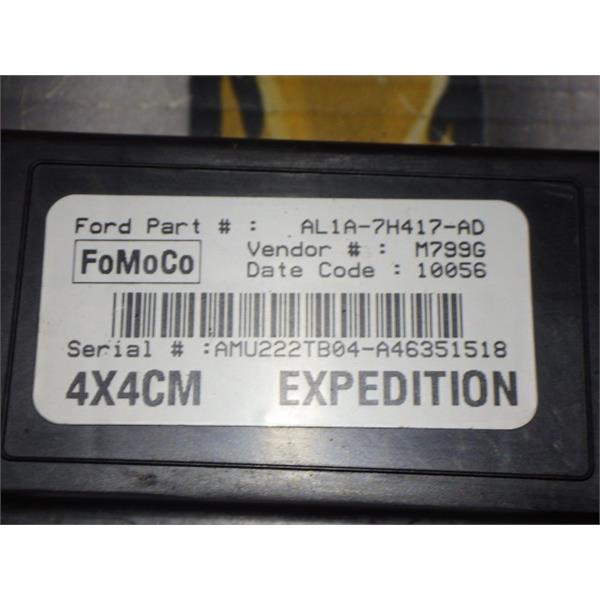 Ford Part # : AL1A-7H417-AD
FoMoCo
Vendor # : M799G
Date Code : 10056
Serial # :AMU222TB04-A46351518
4X4CM EXPEDITION